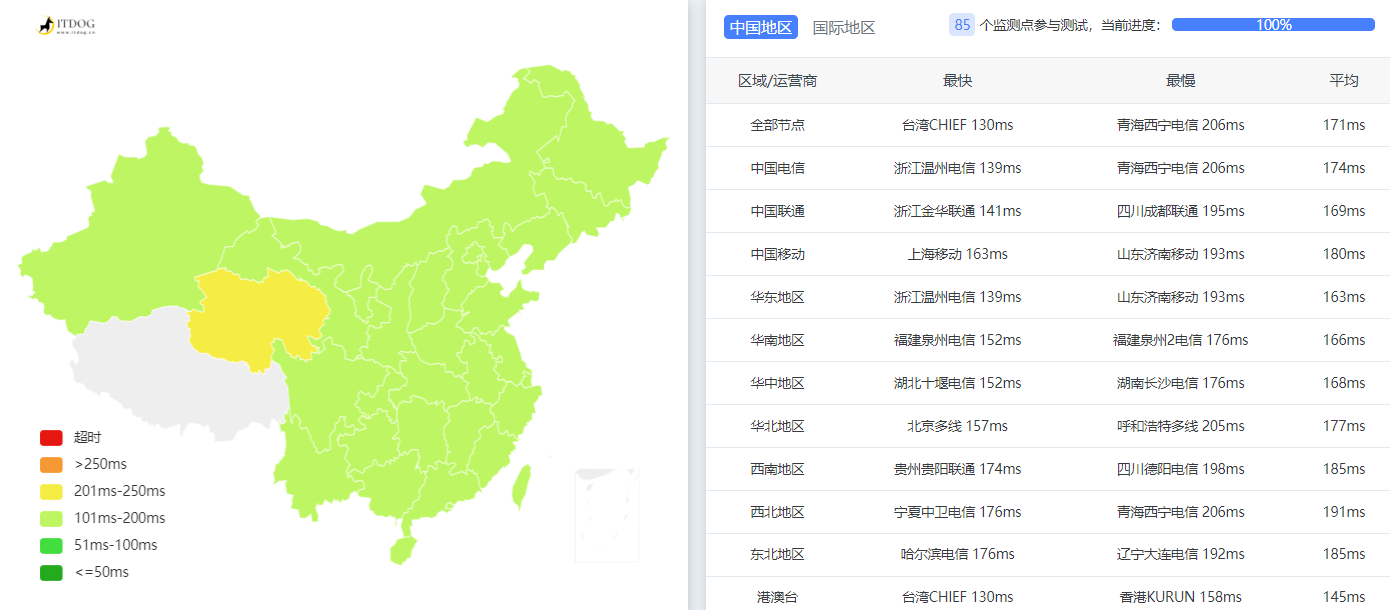 ITDOG
www.itdog.cn
超时
>250ms
201ms-250ms
101ms-200ms
51ms-100ms
<=50ms
中国地区 国际地区 85 个监测点参与测试，当前进度： 100%
区域/运营商 最快 最慢 平均
全部节点 台湾CHIEF 130ms 青海西宁电信 206ms 171ms
中国电信 浙江温州电信 139ms 青海西宁电信 206ms 174ms
中国联通 浙江金华联通 141ms 四川成都联通 195ms 169ms
中国移动 上海移动 163ms 山东济南移动 193ms 180ms
华东地区 浙江温州电信 139ms 山东济南移动 193ms 163ms
华南地区 福建泉州电信 152ms 福建泉州2电信 176ms 166ms
华中地区 湖北十堰电信 152ms 湖南长沙电信 176ms 168ms
华北地区 北京多线 157ms 呼和浩特多线 205ms 177ms
西南地区 贵州贵阳联通 174ms 四川德阳电信 198ms 185ms
西北地区 宁夏中卫电信 176ms 青海西宁电信 206ms 191ms
东北地区 哈尔滨电信 176ms 辽宁大连电信 192ms 185ms
港澳台 台湾CHIEF 130ms 香港KURUN 158ms 145ms